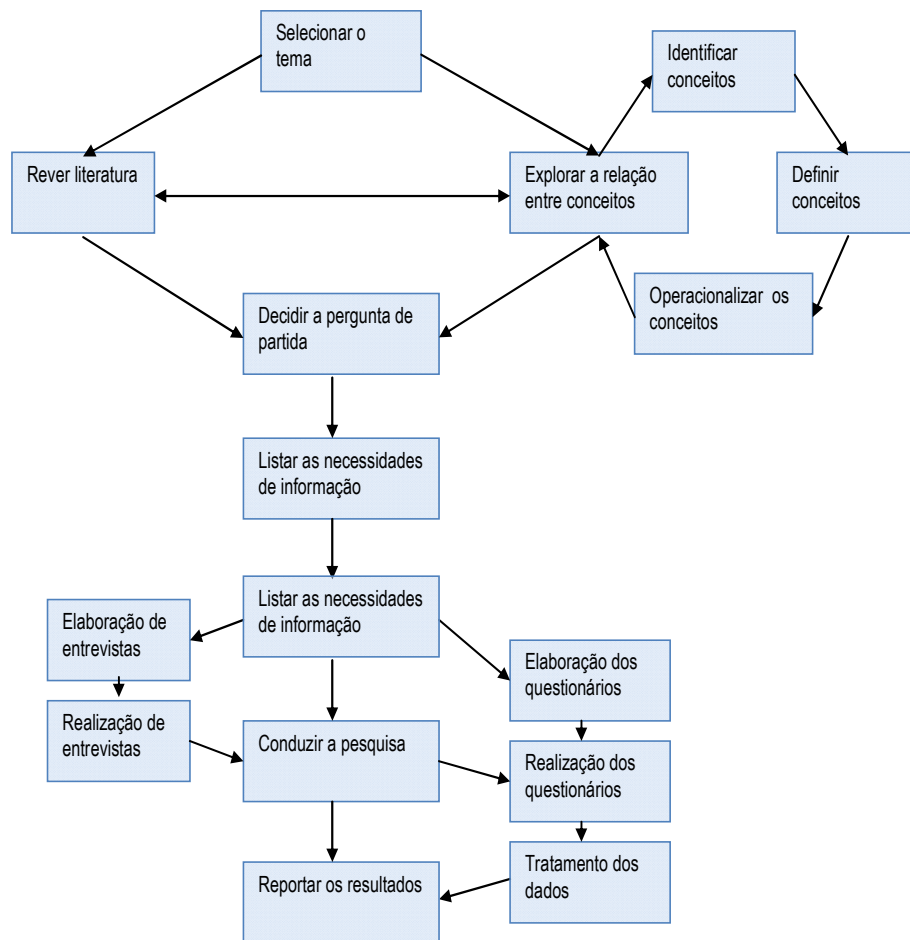 Selecionar o
tema
Identificar
conceitos
Rever literatura
Explorar a relação
entre conceitos
Definir
conceitos
Operacionalizar os
conceitos
Decidir a pergunta de
partida
Listar as necessidades
de informação
Listar as necessidades
de informação
Elaboração de
entrevistas
Elaboração dos
questionários
Realização de
entrevistas
Conduzir a pesquisa
Realização dos
questionários
Tratamento dos
dados
Reportar os resultados